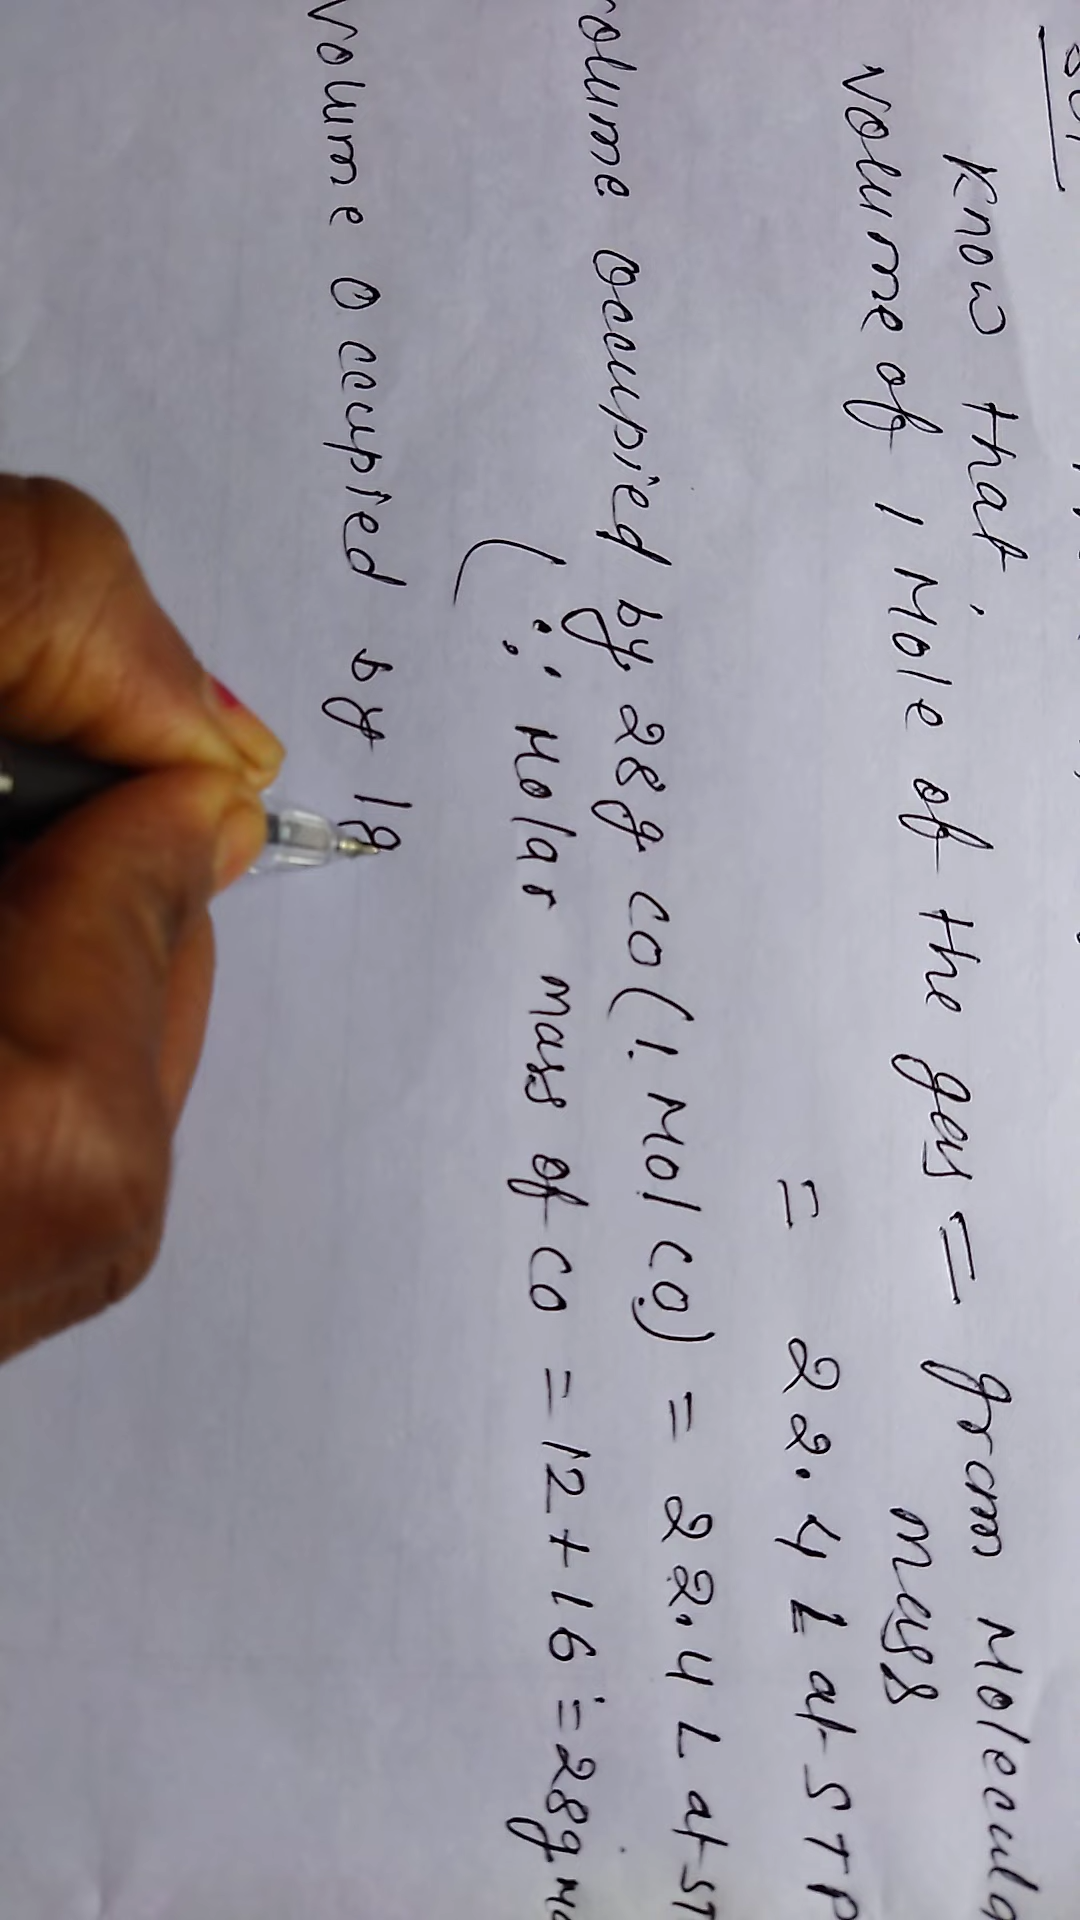 Know that,
Volume of 1 Mole of the gas = gram Molecula
mass
= 22.4 L at STP
olume occupied by 28g CO (1. Mol CO) = 22.4 L at ST
(∵ Molar mass of CO = 12 + 16 = 28g mo
Volume occupied by 18